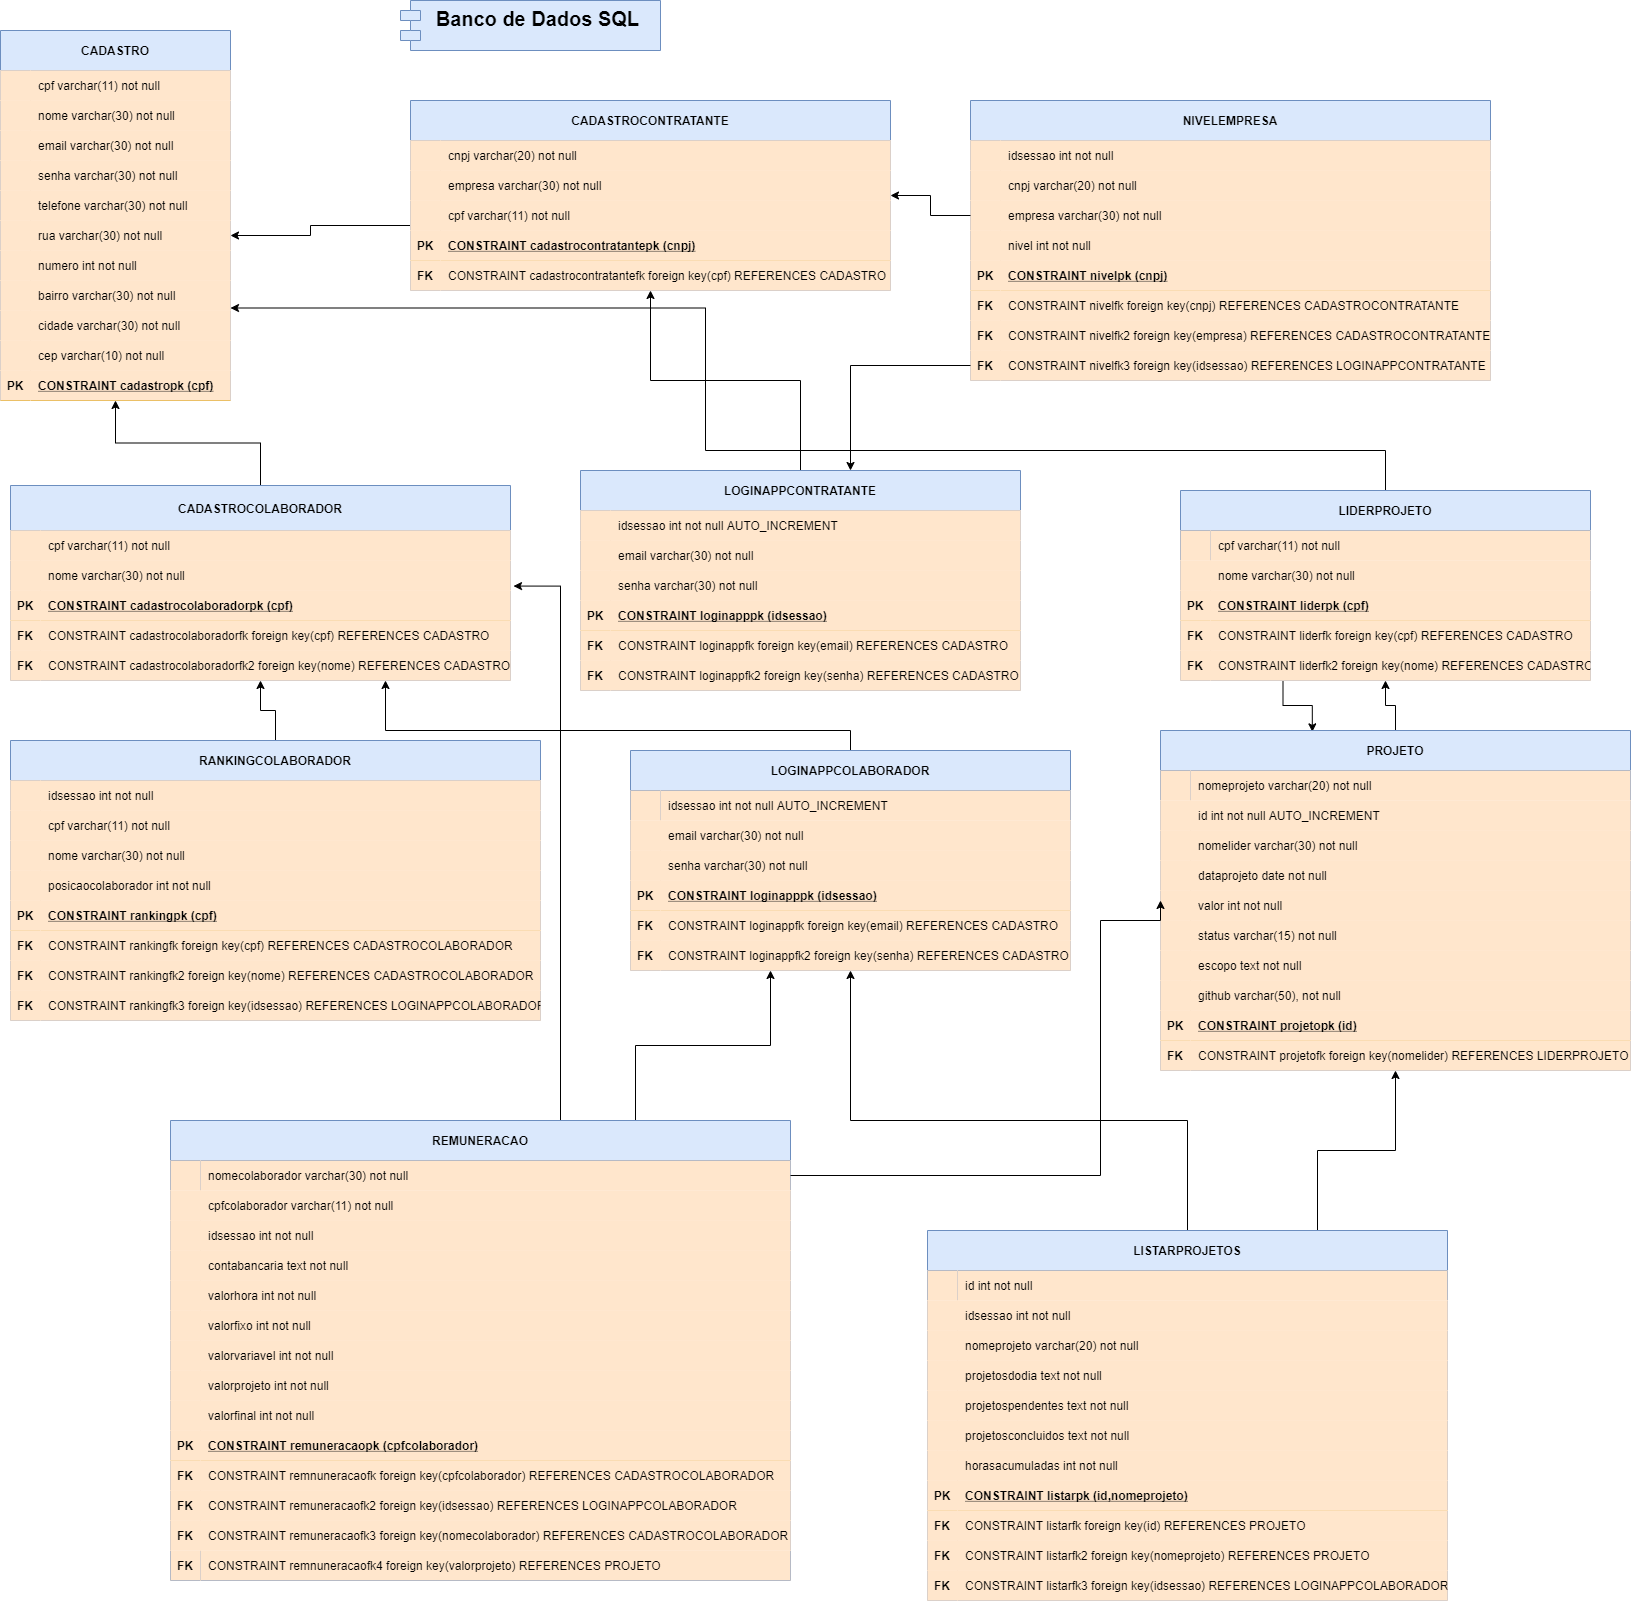 Banco de Dados SQL
CADASTRO
cpf varchar(11) not null
nome varchar(30) not null
email varchar(30) not null
senha varchar(30) not null
telefone varchar(30) not null
rua varchar(30) not null
numero int not null
bairro varchar(30) not null
cidade varchar(30) not null
cep varchar(10) not null
PK CONSTRAINT cadastropk (cpf)
CADASTROCONTRATANTE
cnpj varchar(20) not null
empresa varchar(30) not null
cpf varchar(11) not null
PK CONSTRAINT cadastrocontratantepk (cnpj)
FK CONSTRAINT cadastrocontratantefk foreign key(cpf) REFERENCES CADASTRO
NIVELEMPRESA
idsessao int not null
cnpj varchar(20) not null
empresa varchar(30) not null
nivel int not null
PK CONSTRAINT nivelpk (cnpj)
FK CONSTRAINT nivelfk foreign key(cnpj) REFERENCES CADASTROCONTRATANTE
FK CONSTRAINT nivelfk2 foreign key(empresa) REFERENCES CADASTROCONTRATANTE
FK CONSTRAINT nivelfk3 foreign key(idsessao) REFERENCES LOGINAPPCONTRATANTE
CADASTROCOLABORADOR
cpf varchar(11) not null
nome varchar(30) not null
PK CONSTRAINT cadastrocolaboradorpk (cpf)
FK CONSTRAINT cadastrocolaboradorfk foreign key(cpf) REFERENCES CADASTRO
FK CONSTRAINT cadastrocolaboradorfk2 foreign key(nome) REFERENCES CADASTRO
LOGINAPPCONTRATANTE
idsessao int not null AUTO_INCREMENT
email varchar(30) not null
senha varchar(30) not null
PK CONSTRAINT loginapppk (idsessao)
FK CONSTRAINT loginappfk foreign key(email) REFERENCES CADASTRO
FK CONSTRAINT loginappfk2 foreign key(senha) REFERENCES CADASTRO
LIDERPROJETO
cpf varchar(11) not null
nome varchar(30) not null
PK CONSTRAINT liderpk (cpf)
FK CONSTRAINT liderfk foreign key(cpf) REFERENCES CADASTRO
FK CONSTRAINT liderfk2 foreign key(nome) REFERENCES CADASTRO
RANKINGCOLABORADOR
idsessao int not null
cpf varchar(11) not null
nome varchar(30) not null
posicaocolaborador int not null
PK CONSTRAINT rankingpk (cpf)
FK CONSTRAINT rankingfk foreign key(cpf) REFERENCES CADASTROCOLABORADOR
FK CONSTRAINT rankingfk2 foreign key(nome) REFERENCES CADASTROCOLABORADOR
FK CONSTRAINT rankingfk3 foreign key(idsessao) REFERENCES LOGINAPPCOLABORADOR
LOGINAPPCOLABORADOR
idsessao int not null AUTO_INCREMENT
email varchar(30) not null
senha varchar(30) not null
PK CONSTRAINT loginapppk (idsessao)
FK CONSTRAINT loginappfk foreign key(email) REFERENCES CADASTRO
FK CONSTRAINT loginappfk2 foreign key(senha) REFERENCES CADASTRO
PROJETO
nomeprojeto varchar(20) not null
id int not null AUTO_INCREMENT
nomelider varchar(30) not null
dataprojeto date not null
valor int not null
status varchar(15) not null
escopo text not null
github varchar(50), not null
PK CONSTRAINT projetopk (id)
FK CONSTRAINT projetofk foreign key(nomelider) REFERENCES LIDERPROJETO
REMUNERACAO
nomecolaborador varchar(30) not null
cpfcolaborador varchar(11) not null
idsessao int not null
contabancaria text not null
valorhora int not null
valorfixo int not null
valorvariavel int not null
valorprojeto int not null
valorfinal int not null
PK CONSTRAINT remuneracaopk (cpfcolaborador)
FK CONSTRAINT remnuneracaofk foreign key(cpfcolaborador) REFERENCES CADASTROCOLABORADOR
FK CONSTRAINT remuneracaofk2 foreign key(idsessao) REFERENCES LOGINAPPCOLABORADOR
FK CONSTRAINT remuneracaofk3 foreign key(nomecolaborador) REFERENCES CADASTROCOLABORADOR
FK CONSTRAINT remnuneracaofk4 foreign key(valorprojeto) REFERENCES PROJETO
LISTARPROJETOS
id int not null
idsessao int not null
nomeprojeto varchar(20) not null
projetosdodia text not null
projetospendentes text not null
projetosconcluidos text not null
horasacumuladas int not null
PK CONSTRAINT listarpk (id,nomeprojeto)
FK CONSTRAINT listarfk foreign key(id) REFERENCES PROJETO
FK CONSTRAINT listarfk2 foreign key(nomeprojeto) REFERENCES PROJETO
FK CONSTRAINT listarfk3 foreign key(idsessao) REFERENCES LOGINAPPCOLABORADOR